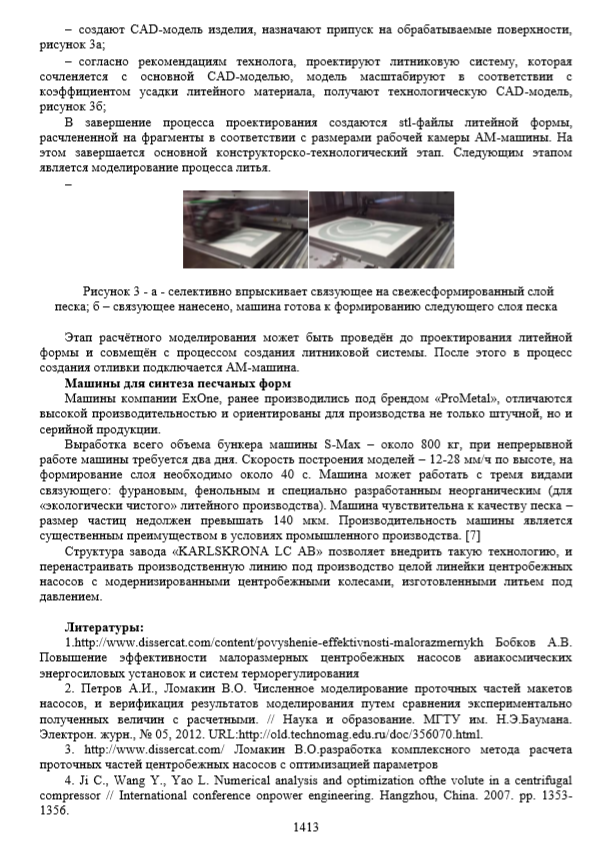 – создают CAD-модель изделия, назначают припуск на обрабатываемые поверхности,
рисунок 3а;
– согласно рекомендациям технолога, проектируют литниковую систему, которая
сочленяется с основной CAD-моделью, модель масштабируют в соответствии с
коэффициентом усадки литейного материала, получают технологическую CAD-модель,
рисунок 3б;
В завершение процесса проектирования создаются stl-файлы литейной формы,
расчлененной на фрагменты в соответствии с размерами рабочей камеры АМ-машины. На
этом завершается основной конструкторско-технологический этап. Следующим этапом
является моделирование процесса литья.
–
Рисунок 3 - а - селективно впрыскивает связующее на свежесформированный слой
песка; б – связующее нанесено, машина готова к формированию следующего слоя песка
Этап расчётного моделирования может быть проведён до проектирования литейной
формы и совмещён с процессом создания литниковой системы. После этого в процесс
создания отливки подключается АМ-машина.
Машины для синтеза песчаных форм
Машины компании ExOne, ранее производились под брендом «ProMetal», отличаются
высокой производительностью и ориентированы для производства не только штучной, но и
серийной продукции.
Выработка всего объема бункера машины S-Max – около 800 кг, при непрерывной
работе машины требуется два дня. Скорость построения моделей – 12-28 мм/ч по высоте, на
формирование слоя необходимо около 40 с. Машина может работать с тремя видами
связующего: фурановым, фенольным и специально разработанным неорганическим (для
«экологически чистого» литейного производства). Машина чувствительна к качеству песка –
размер частиц недолжен превышать 140 мкм. Производительность машины является
существенным преимуществом в условиях промышленного производства. [7]
Структура завода «KARLSKRONA LC AB» позволяет внедрить такую технологию, и
перенастраивать производственную линию под производство целой линейки центробежных
насосов с модернизированными центробежными колесами, изготовленными литьем под
давлением.
Литературы:
1.http://www.dissercat.com/content/povyshenie-effektivnosti-malorazmernykh Бобков А.В.
Повышение эффективности малоразмерных центробежных насосов авиакосмических
энергосиловых установок и систем терморегулирования
2. Петров А.И., Ломакин В.О. Численное моделирование проточных частей макетов
насосов, и верификация результатов моделирования путем сравнения экспериментально
полученных величин с расчетными. // Наука и образование. МГТУ им. Н.Э.Баумана.
Электрон. журн., № 05, 2012. URL:http://old.technomag.edu.ru/doc/356070.html.
3. http://www.dissercat.com/ Ломакин В.О.разработка комплексного метода расчета
проточных частей центробежных насосов с оптимизацией параметров
4. Ji C., Wang Y., Yao L. Numerical analysis and optimization ofthe volute in a centrifugal
compressor // International conference onpower engineering. Hangzhou, China. 2007. pp. 1353-
1356.
1413